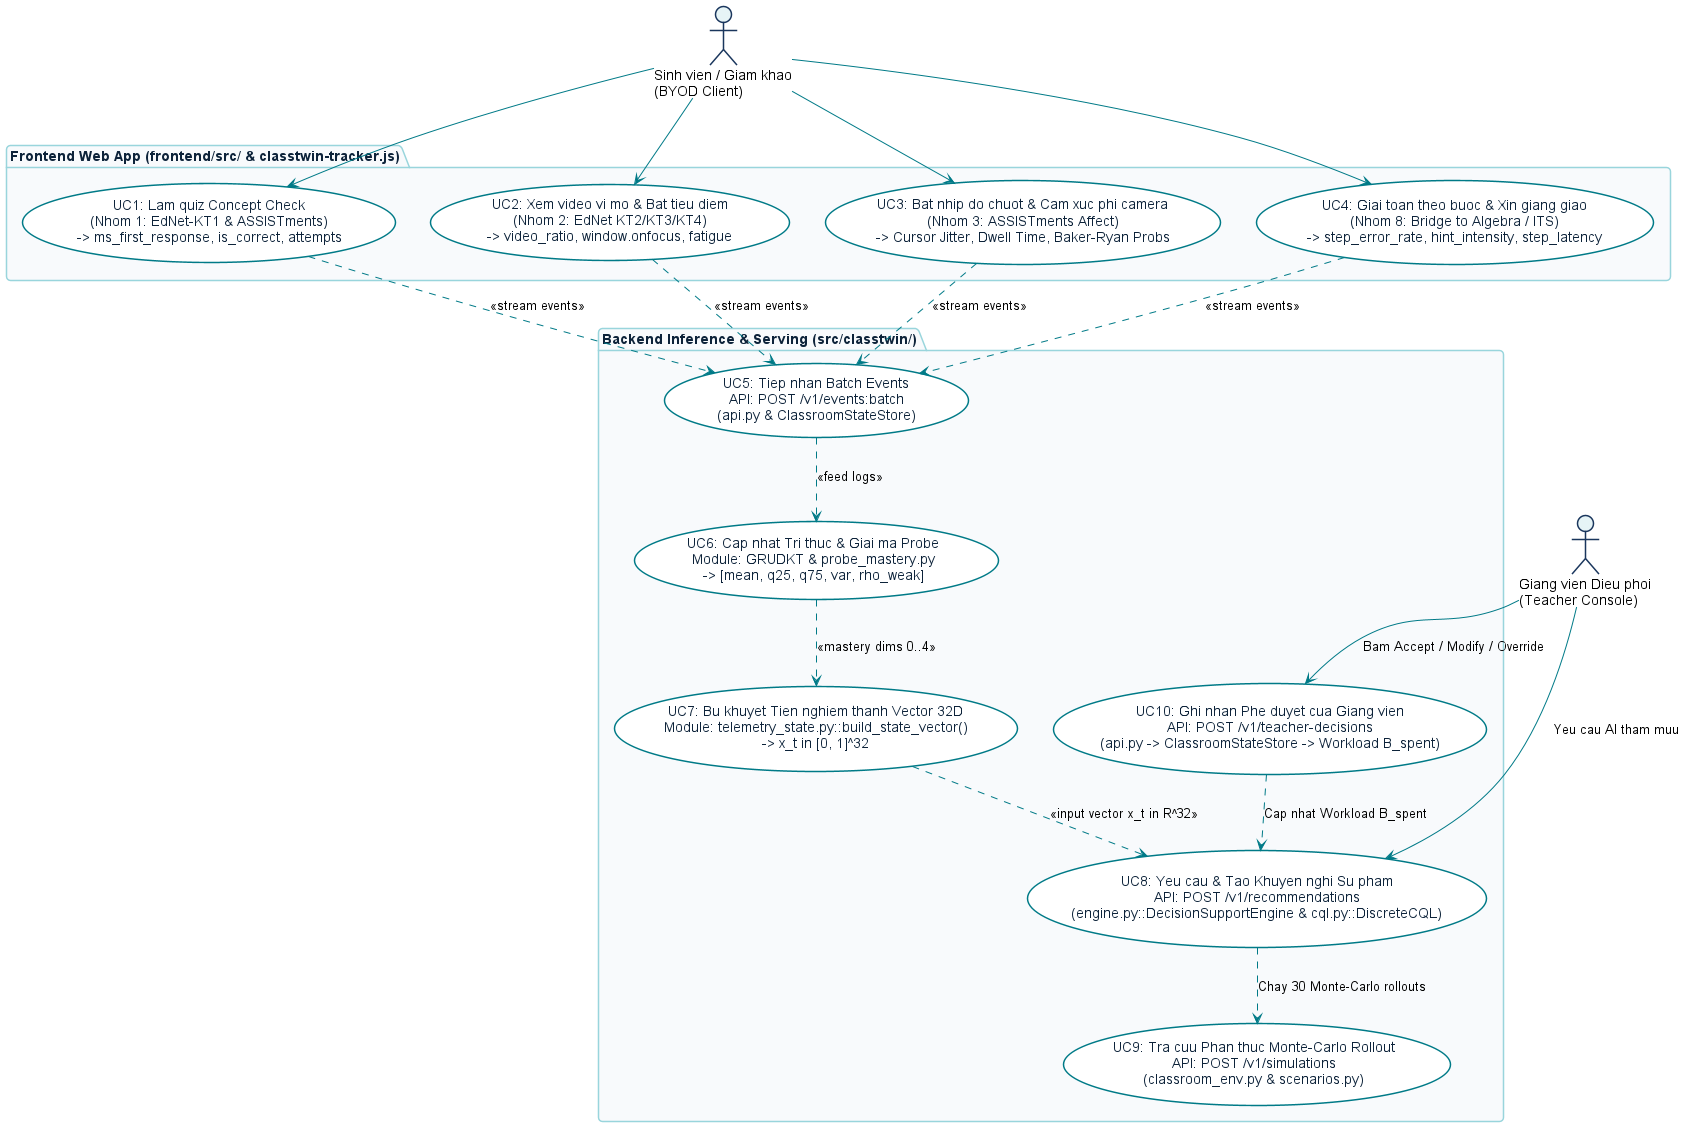 Sinh vien / Giam khao
(BYOD Client)
Frontend Web App (frontend/src/ & classtwin-tracker.js)
UC1: Lam quiz Concept Check
(Nhom 1: EdNet-KT1 & ASSISTments)
-> ms_first_response, is_correct, attempts
UC2: Xem video vi mo & Bat tieu diem
(Nhom 2: EdNet KT2/KT3/KT4)
-> video_ratio, window.onfocus, fatigue
UC3: Bat nhip do chuot & Cam xuc phi camera
(Nhom 3: ASSISTments Affect)
-> Cursor Jitter, Dwell Time, Baker-Ryan Probs
UC4: Giai toan theo buoc & Xin giang giao
(Nhom 8: Bridge to Algebra / ITS)
-> step_error_rate, hint_intensity, step_latency
«stream events»
«stream events»
«stream events»
«stream events»
Backend Inference & Serving (src/classtwin/)
UC5: Tiep nhan Batch Events
API: POST /v1/events:batch
(api.py & ClassroomStateStore)
«feed logs»
UC6: Cap nhat Tri thuc & Giai ma Probe
Module: GRUDKT & probe_mastery.py
-> [mean, q25, q75, var, rho_weak]
Giang vien Dieu phoi
(Teacher Console)
«mastery dims 0..4»
Bam Accept / Modify / Override
UC7: Bu khuyet Tien nghiem thanh Vector 32D
Module: telemetry_state.py::build_state_vector()
-> x_t in [0, 1]^32
UC10: Ghi nhan Phe duyet cua Giang vien
API: POST /v1/teacher-decisions
(api.py -> ClassroomStateStore -> Workload B_spent)
Yeu cau AI tham muu
«input vector x_t in R^32»
Cap nhat Workload B_spent
UC8: Yeu cau & Tao Khuyen nghi Su pham
API: POST /v1/recommendations
(engine.py::DecisionSupportEngine & cql.py::DiscreteCQL)
Chay 30 Monte-Carlo rollouts
UC9: Tra cuu Phan thuc Monte-Carlo Rollout
API: POST /v1/simulations
(classroom_env.py & scenarios.py)